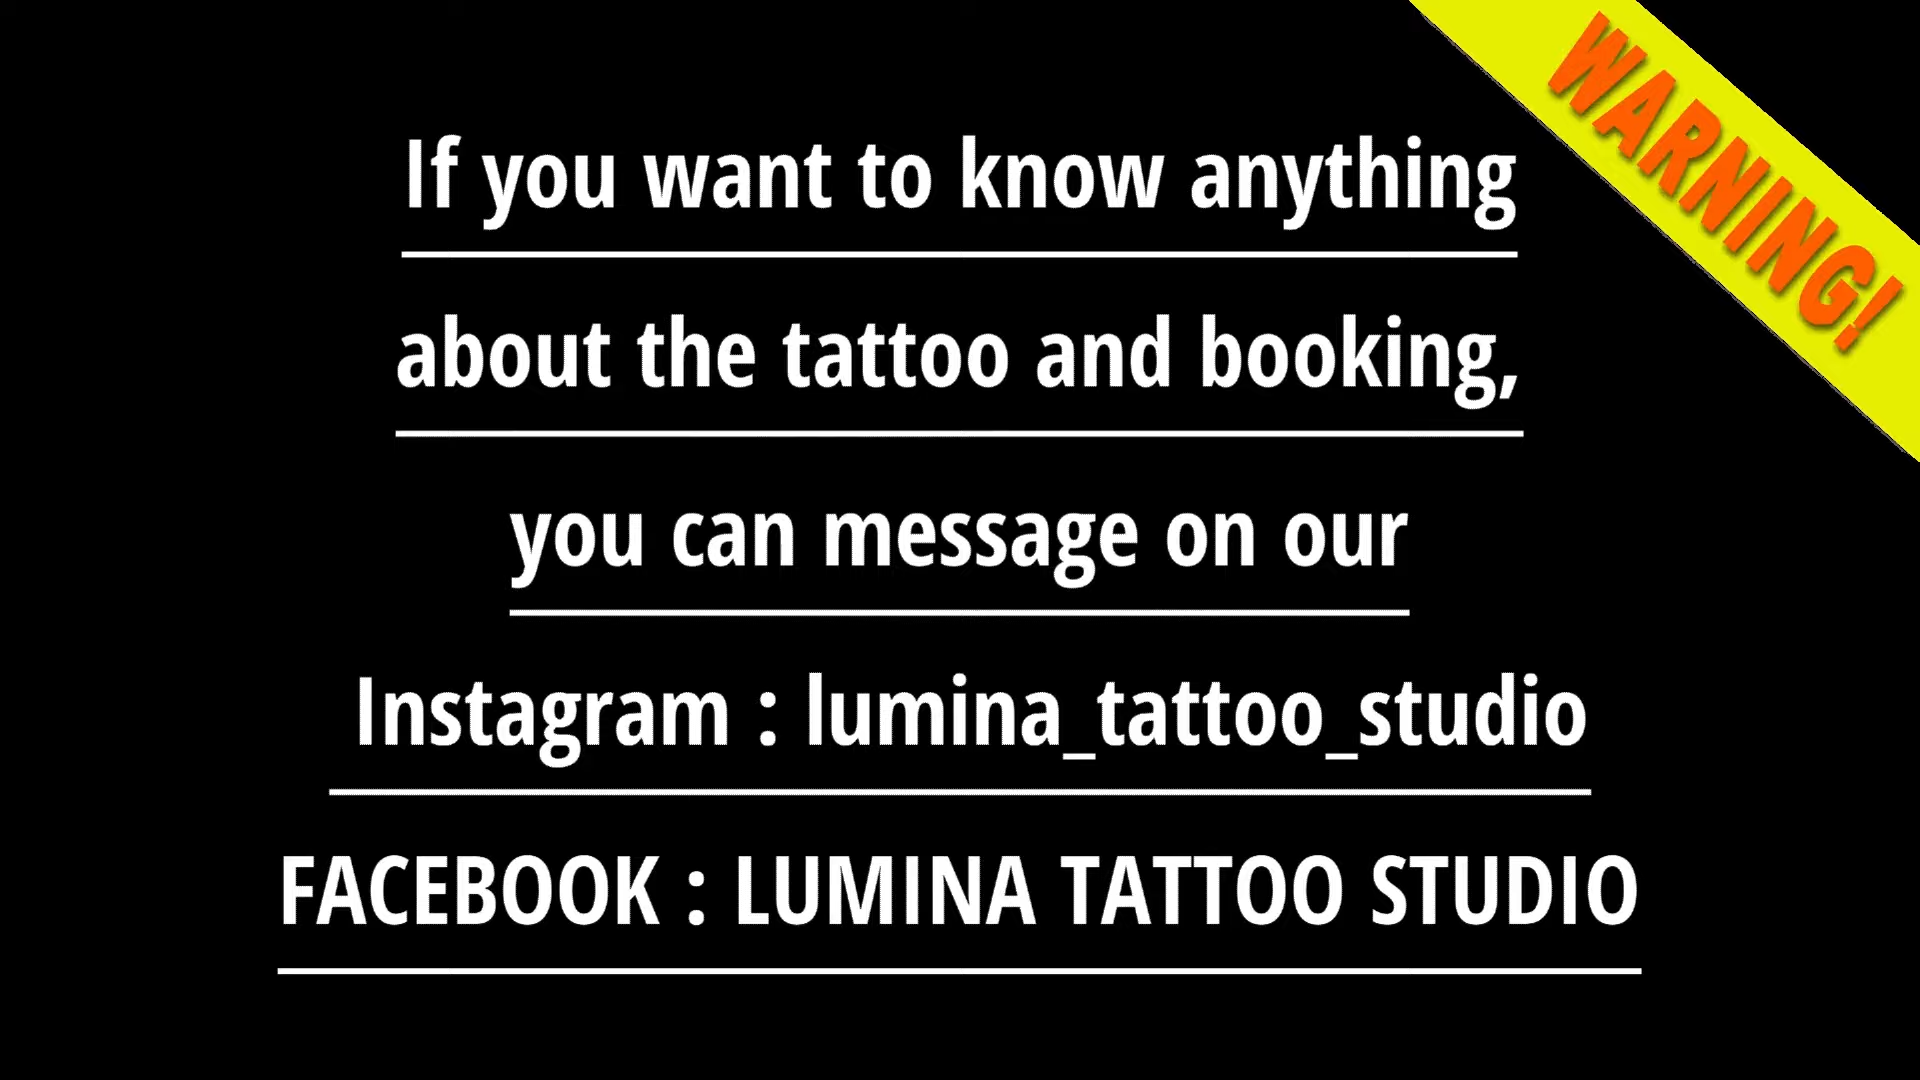 WARNING!
If you want to know anything
about the tattoo and booking,
you can message on our
Instagram : lumina_tattoo_studio
FACEBOOK : LUMINA TATTOO STUDIO